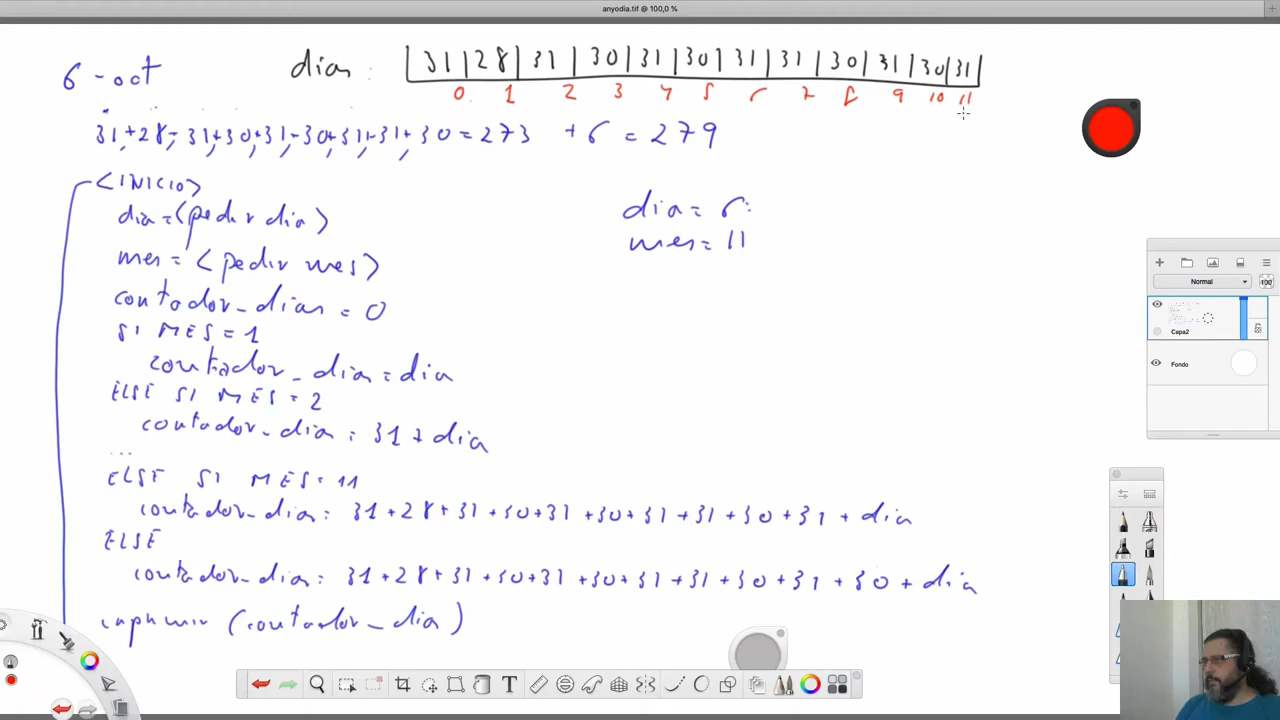 anyodia.tif @ 100,0 %
6-oct
dias: |31|28|31|30|31|30|31|31|30|31|30|31|
0 1 2 3 4 5 6 7 8 9 10 11
31+28+31+30+31+30+31+31+30=273 +6=279
<INICIO>
dia=<pedir dia>
mes=<pedir mes>
contador_dias=0
SI MES=1
contador_dia=dia
ELSE SI MES=2
contador_dia=31+dia
...
ELSE SI MES=11
contador_dia=31+28+31+30+31+30+31+31+30+31+dia
ELSE
contador_dia=31+28+31+30+31+30+31+31+30+31+30+dia
imprimir (contador_dia)
dia=6
mes=11
Normal
100
Capa2
Fondo
T